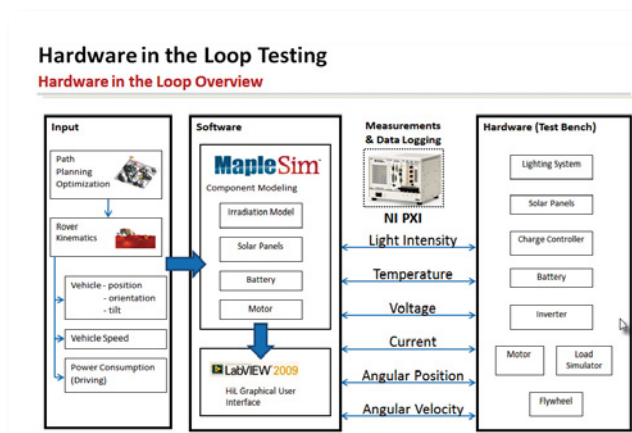 Hardware in the Loop Testing
Hardware in the Loop Overview
Input
Path
Planning
Optimization
Rover
Kinematics
Vehicle - position
- orientation
- tilt
Vehicle Speed
Power Consumption
(Driving)
Software
MapleSim
Component Modeling
Irradiation Model
Solar Panels
Battery
Motor
LabVIEW 2009
HiL Graphical User
Interface
Measurements
& Data Logging
NI PXI
Light Intensity
Temperature
Voltage
Current
Angular Position
Angular Velocity
Hardware (Test Bench)
Lighting System
Solar Panels
Charge Controller
Battery
Inverter
Motor
Load
Simulator
Flywheel